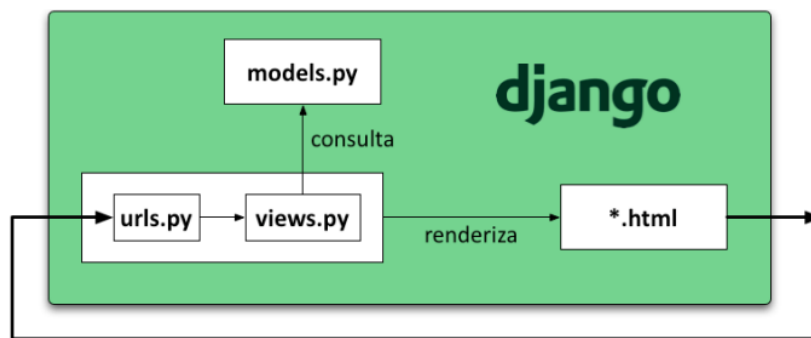 models.py
django
consulta
urls.py
views.py
renderiza
*.html